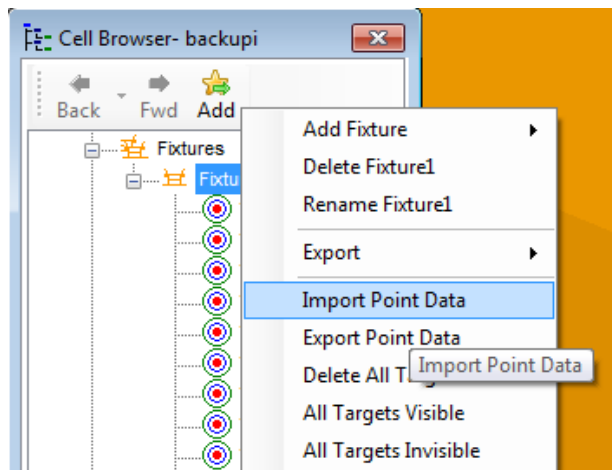 Cell Browser- backupi
Back Fwd Add
Fixtures
Add Fixture
Delete Fixture1
Rename Fixture1
Export
Import Point Data
Export Point Data
Import Point Data
Delete All
All Targets Visible
All Targets Invisible